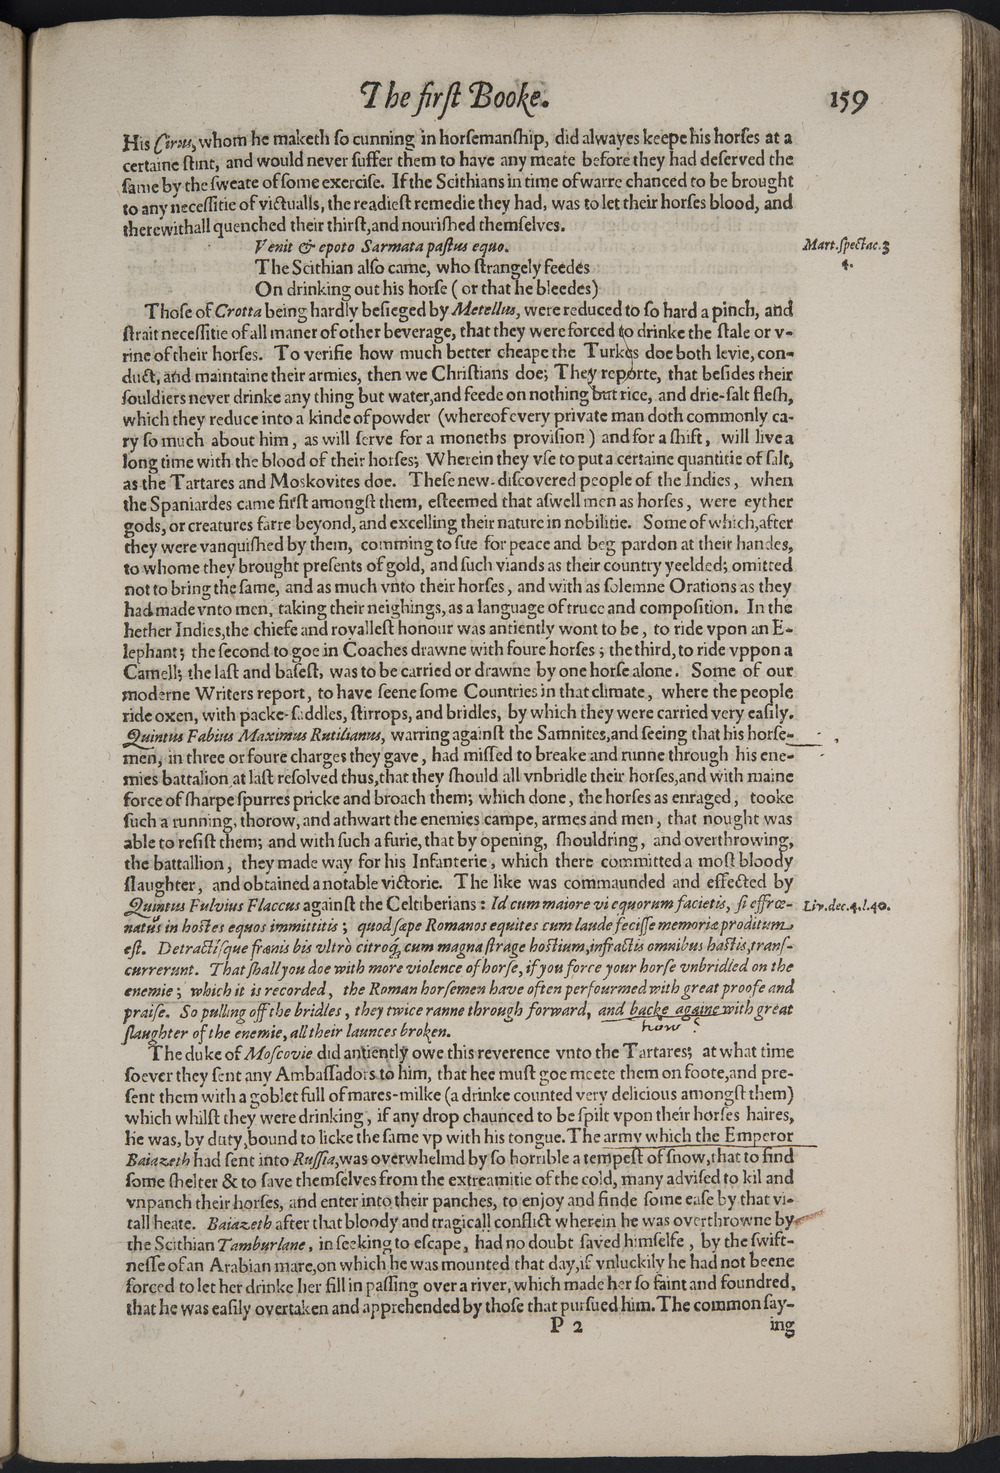 The firſt Booke.
159
His Cirus, whom he maketh ſo cunning in horſemanſhip, did alwayes keepe his horſes at a
certaine ſtint, and would never ſuffer them to have any meate before they had deſerved the
ſame by the ſweate of ſome exerciſe. If the Scithians in time of warre chanced to be brought
to any neceſſitie of victualls, the readieſt remedie they had, was to let their horſes blood, and
therewithall quenched their thirſt, and nouriſhed themſelves.
Venit & epoto Sarmata paſtus equo.
Mart. ſpectac. 3
4.
The Scithian alſo came, who ſtrangely feedes
On drinking out his horſe (or that he bleedes)
Thoſe of Crotta being hardly beſieged by Metellus, were reduced to ſo hard a pinch, and
ſtrait neceſſitie of all maner of other beverage, that they were forced to drinke the ſtale or v-
rine of their horſes. To verifie how much better cheape the Turkes doe both levie, con-
duct, and maintaine their armies, then we Chriſtians doe; They reporte, that beſides their
ſouldiers never drinke any thing but water, and feede on nothing but rice, and drie-ſalt fleſh,
which they reduce into a kinde of powder (whereof every private man doth commonly ca-
ry ſo much about him, as will ſerve for a moneths proviſion) and for a ſhift, will live a
long time with the blood of their horſes; Wherein they vſe to put a certaine quantitie of ſalt,
as the Tartares and Moskovites doe. Theſe new-diſcovered people of the Indies, when
the Spaniardes came firſt amongſt them, eſteemed that aſwell men as horſes, were eyther
gods, or creatures farre beyond, and excelling their nature in nobilitie. Some of which, after
they were vanquiſhed by them, comming to ſue for peace and beg pardon at their handes,
to whome they brought preſents of gold, and ſuch viands as their country yeelded; omitted
not to bring the ſame, and as much vnto their horſes, and with as ſolemne Orations as they
had made vnto men, taking their neighings, as a language of truce and compoſition. In the
hether Indies, the chiefe and royalleſt honour was antiently wont to be, to ride vpon an E-
lephant; the ſecond to goe in Coaches drawne with foure horſes; the third, to ride vppon a
Camell; the laſt and baſeſt, was to be carried or drawne by one horſe alone. Some of our
moderne Writers report, to have ſeene ſome Countries in that climate, where the people
ride oxen, with packe-ſaddles, ſtirrops, and bridles, by which they were carried very eaſily.
Quintus Fabius Maximus Rutilianus, warring againſt the Samnites, and ſeeing that his horſe-
men, in three or foure charges they gave, had miſſed to breake and runne through his ene-
mies battalion, at laſt reſolved thus, that they ſhould all vnbridle their horſes, and with maine
force of ſharpe ſpurres pricke and broach them; which done, the horſes as enraged, tooke
ſuch a running, thorow, and athwart the enemies campe, armes and men, that nought was
able to reſiſt them; and with ſuch a furie, that by opening, ſhouldring, and overthrowing,
the battallion, they made way for his Infanterie, which there committed a moſt bloody
ſlaughter, and obtained a notable victorie. The like was commaunded and effected by
Quintus Fulvius Flaccus againſt the Celtiberians: Id cum maiore vi equorum facietis, ſi effræ-
Liv. dec. 4. l. 40.
natus in hoſtes equos immittitis; quod ſæpe Romanos equites cum laude feciſſe memoriæ proditum
eſt. Detractiſque frænis bis vltrò citroq́; cum magna ſtrage hoſtium, infractis omnibus haſtis, tranſ-
currerunt. That ſhall you doe with more violence of horſe, if you force your horſe vnbridled on the
enemie; which it is recorded, the Roman horſemen have often perfourmed with great proofe and
praiſe. So pulling off the bridles, they twice ranne through forward, and backe againe with great
ſlaughter of the enemie, all their launces broken.
how?
The duke of Moſcovie did antiently owe this reverence vnto the Tartares; at what time
ſoever they ſent any Ambaſſadors to him, that hee muſt goe meete them on foote, and pre-
ſent them with a goblet full of mares-milke (a drinke counted very delicious amongſt them)
which whilſt they were drinking, if any drop chaunced to be ſpilt vpon their horſes haires,
he was, by duty, bound to licke the ſame vp with his tongue. The army which the Emperor
Baiazeth had ſent into Ruſſia, was overwhelmd by ſo horrible a tempeſt of ſnow, that to find
ſome ſhelter & to ſave themſelves from the extreamitie of the cold, many adviſed to kil and
vnpanch their horſes, and enter into their panches, to enjoy and finde ſome eaſe by that vi-
tall heate. Baiazeth after that bloody and tragicall conflict wherein he was overthrowne by
the Scithian Tamburlane, in ſeeking to eſcape, had no doubt ſaved himſelfe, by the ſwift-
neſſe of an Arabian mare, on which he was mounted that day, if vnluckily he had not beene
forced to let her drinke her fill in paſſing over a river, which made her ſo faint and foundred,
that he was eaſily overtaken and apprehended by thoſe that purſued him. The common ſay-
P 2
ing